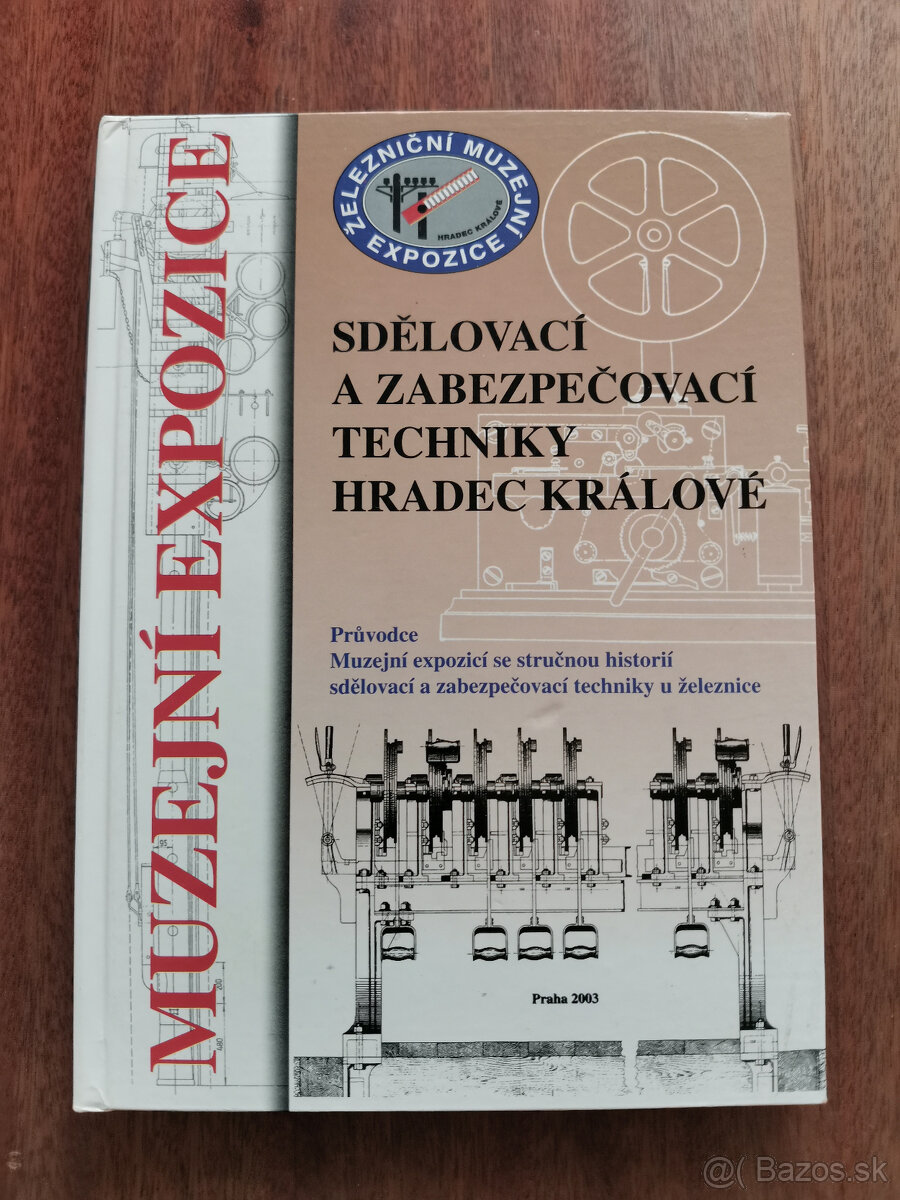 MUZEJNÍ EXPOZICE
ŽELEZNIČNÍ MUZEJNÍ
EXPOZICE
HRADEC KRÁLOVÉ
SDĚLOVACÍ
A ZABEZPEČOVACÍ
TECHNIKY
HRADEC KRÁLOVÉ
Průvodce
Muzejní expozicí se stručnou historií
sdělovací a zabezpečovací techniky u železnice
Praha 2003
@( Bazos.sk